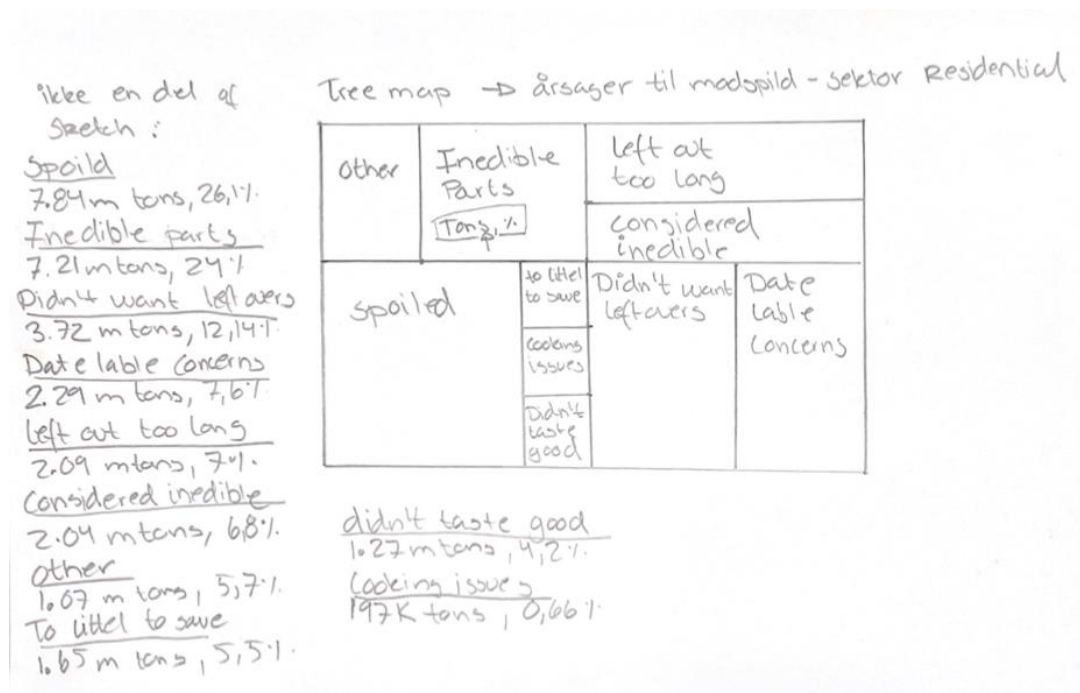 ikke en del af
Sketch :
Spoild
7.84 m tons, 26,1%
Inedible parts
7.21 m tons, 24%
Didn't want leftovers
3.72 m tons, 12,14%
Date lable concerns
2.29 m tons, 7,6%
Left out too long
2.09 m tons, 7%
Considered inedible
2.04 m tons, 6,8%
other
1.07 m tons, 5,7%
To littel to save
1.65 m tons, 5,5%
Tree map → årsager til madspild - sektor Residential
other
Inedible
Parts
Tons, %
Left out
too long
considered
inedible
spoiled
to littel
to save
Cooking
issues
Didn't
taste
good
Didn't want
Leftovers
Date
Lable
Concerns
didn't taste good
1.27 m tons, 4,2%
Cooking issues
197K tons, 0,66%